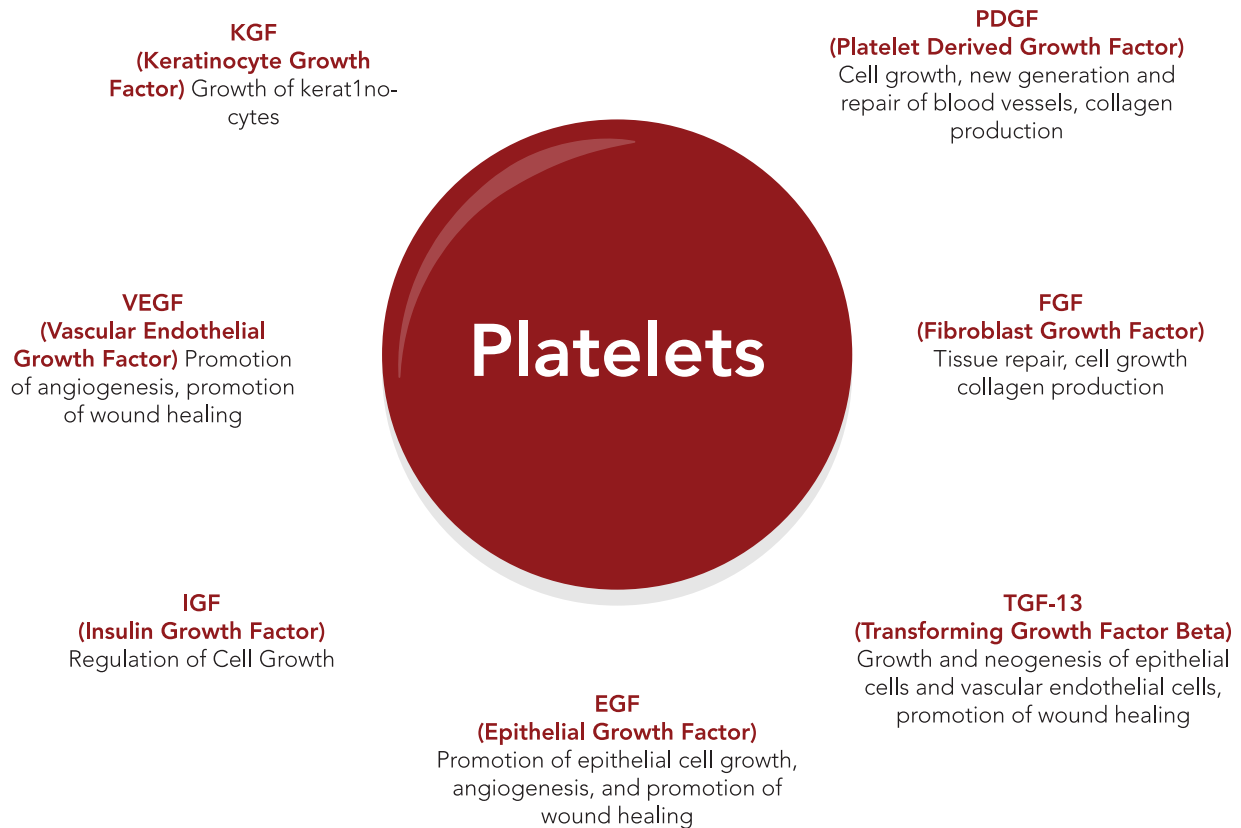 KGF
(Keratinocyte Growth
Factor) Growth of kerat1no-
cytes
PDGF
(Platelet Derived Growth Factor)
Cell growth, new generation and
repair of blood vessels, collagen
production
VEGF
(Vascular Endothelial
Growth Factor) Promotion
of angiogenesis, promotion
of wound healing
Platelets
FGF
(Fibroblast Growth Factor)
Tissue repair, cell growth
collagen production
IGF
(Insulin Growth Factor)
Regulation of Cell Growth
EGF
(Epithelial Growth Factor)
Promotion of epithelial cell growth,
angiogenesis, and promotion of
wound healing
TGF-13
(Transforming Growth Factor Beta)
Growth and neogenesis of epithelial
cells and vascular endothelial cells,
promotion of wound healing